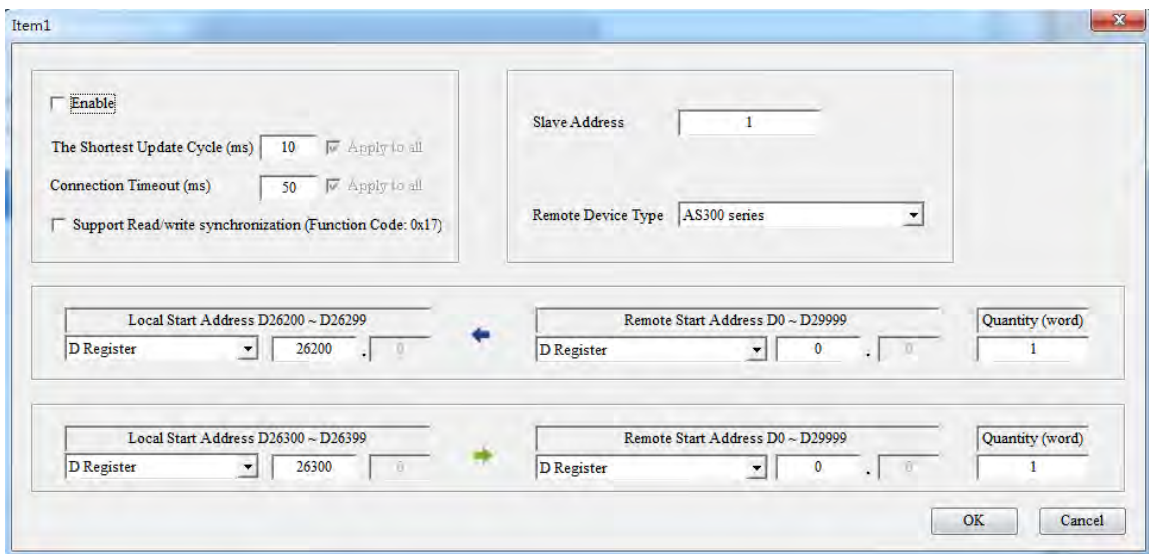 Item1
Enable
The Shortest Update Cycle (ms) 10 Apply to all
Connection Timeout (ms) 50 Apply to all
Support Read/write synchronization (Function Code: 0x17)
Slave Address 1
Remote Device Type AS300 series
Local Start Address D26200 ~ D26299 Remote Start Address D0 ~ D29999 Quantity (word)
D Register 26200 . 0 D Register 0 . 0 1
Local Start Address D26300 ~ D26399 Remote Start Address D0 ~ D29999 Quantity (word)
D Register 26300 0 D Register 0 . 0 1
OK Cancel